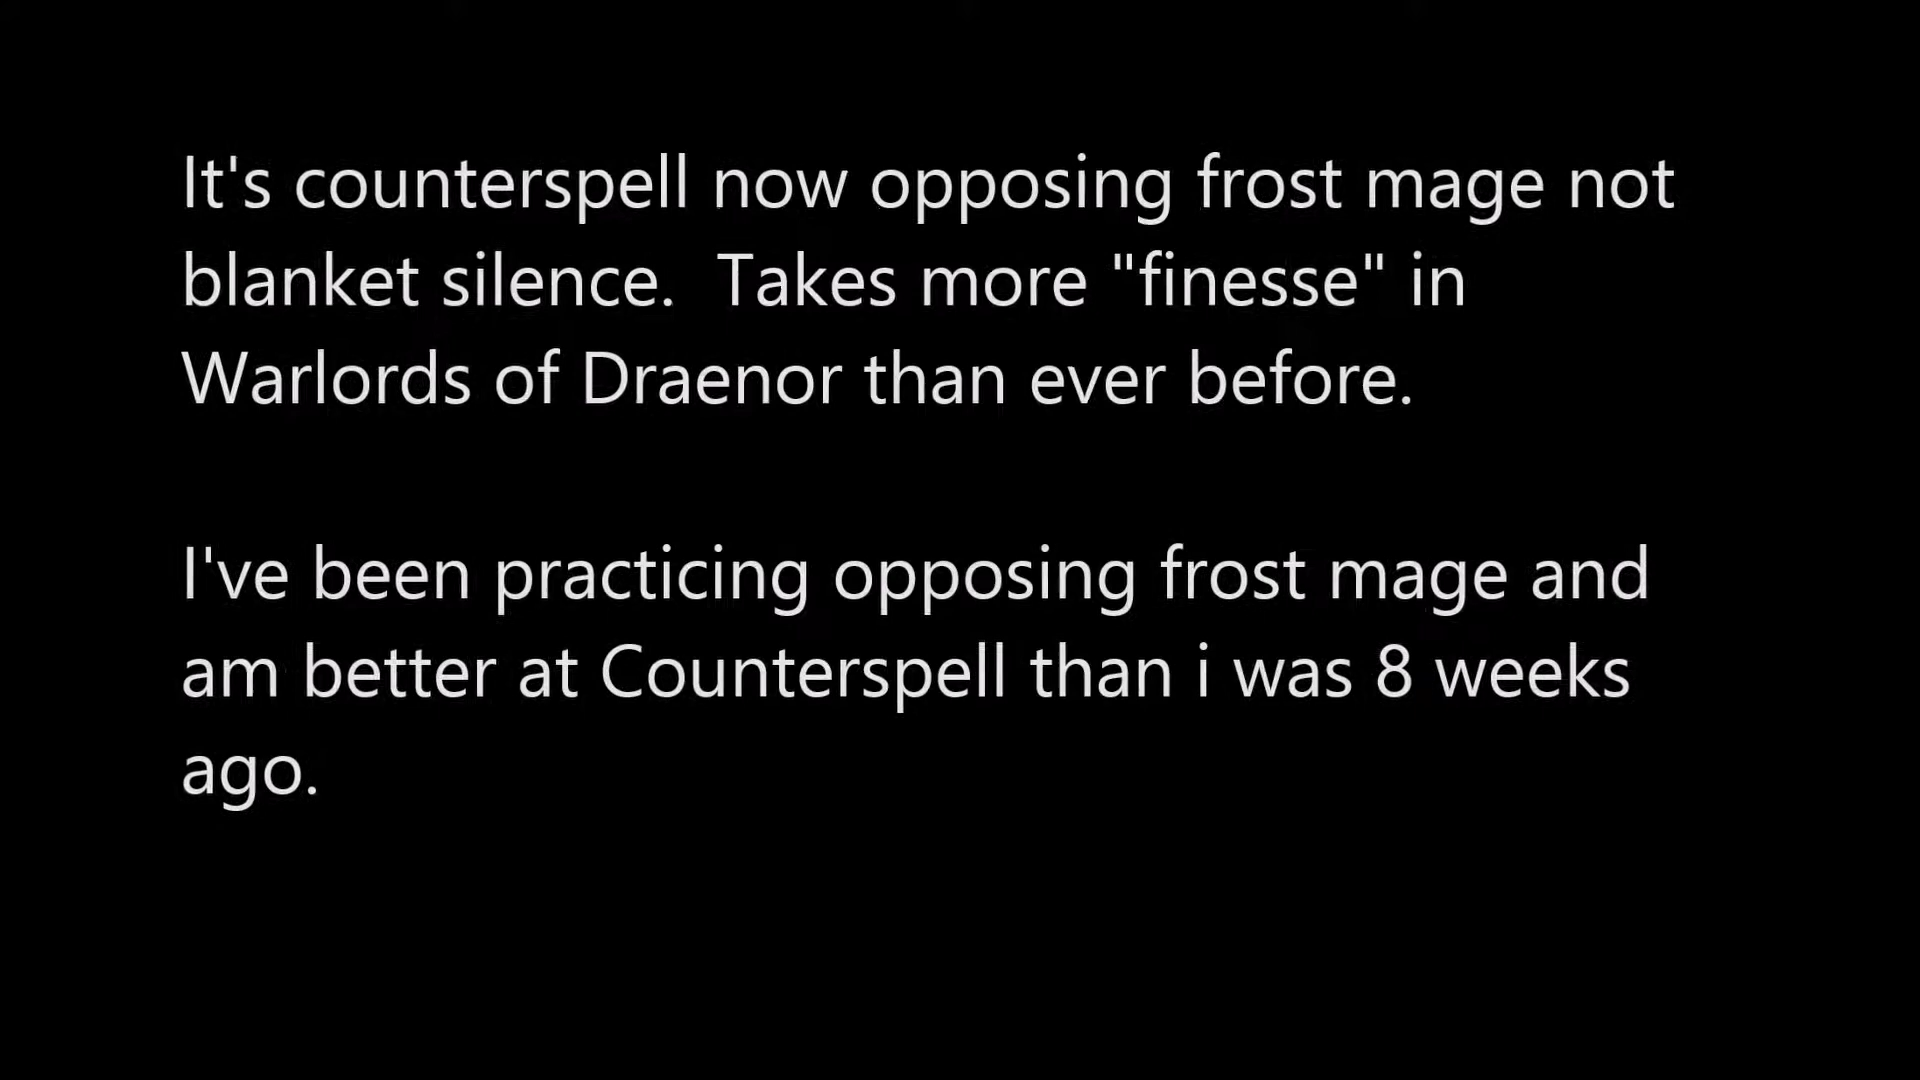 It's counterspell now opposing frost mage not
blanket silence.  Takes more "finesse" in
Warlords of Draenor than ever before.
I've been practicing opposing frost mage and
am better at Counterspell than i was 8 weeks
ago.